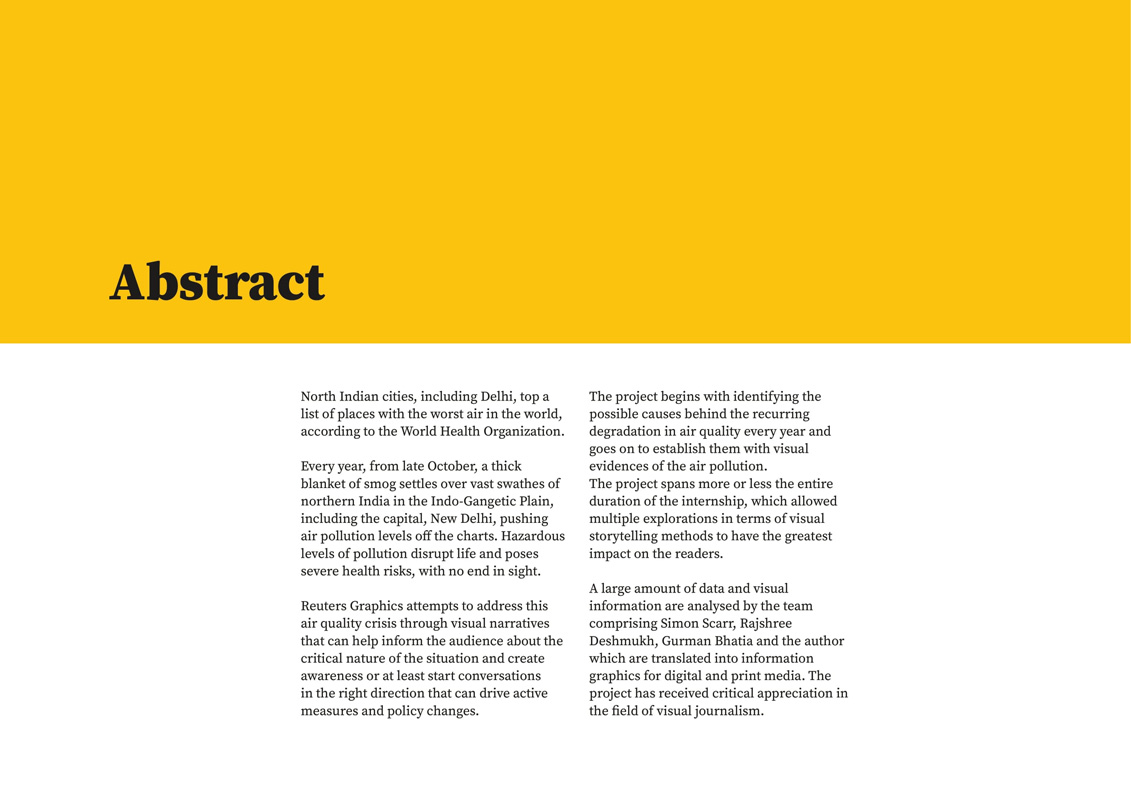 Abstract
North Indian cities, including Delhi, top a
list of places with the worst air in the world,
according to the World Health Organization.
Every year, from late October, a thick
blanket of smog settles over vast swathes of
northern India in the Indo-Gangetic Plain,
including the capital, New Delhi, pushing
air pollution levels off the charts. Hazardous
levels of pollution disrupt life and poses
severe health risks, with no end in sight.
Reuters Graphics attempts to address this
air quality crisis through visual narratives
that can help inform the audience about the
critical nature of the situation and create
awareness or at least start conversations
in the right direction that can drive active
measures and policy changes.
The project begins with identifying the
possible causes behind the recurring
degradation in air quality every year and
goes on to establish them with visual
evidences of the air pollution.
The project spans more or less the entire
duration of the internship, which allowed
multiple explorations in terms of visual
storytelling methods to have the greatest
impact on the readers.
A large amount of data and visual
information are analysed by the team
comprising Simon Scarr, Rajshree
Deshmukh, Gurman Bhatia and the author
which are translated into information
graphics for digital and print media. The
project has received critical appreciation in
the field of visual journalism.